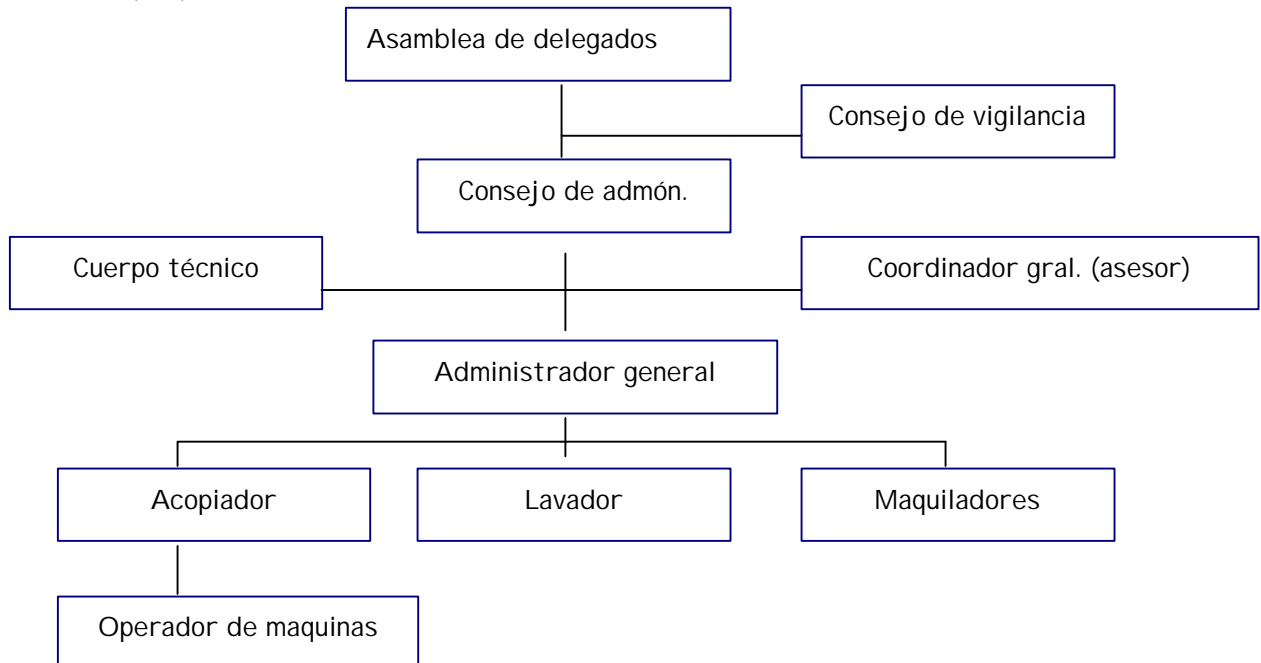 Asamblea de delegados
Consejo de vigilancia
Consejo de admón.
Cuerpo técnico
Coordinador gral. (asesor)
Administrador general
Acopiador
Lavador
Maquiladores
Operador de maquinas